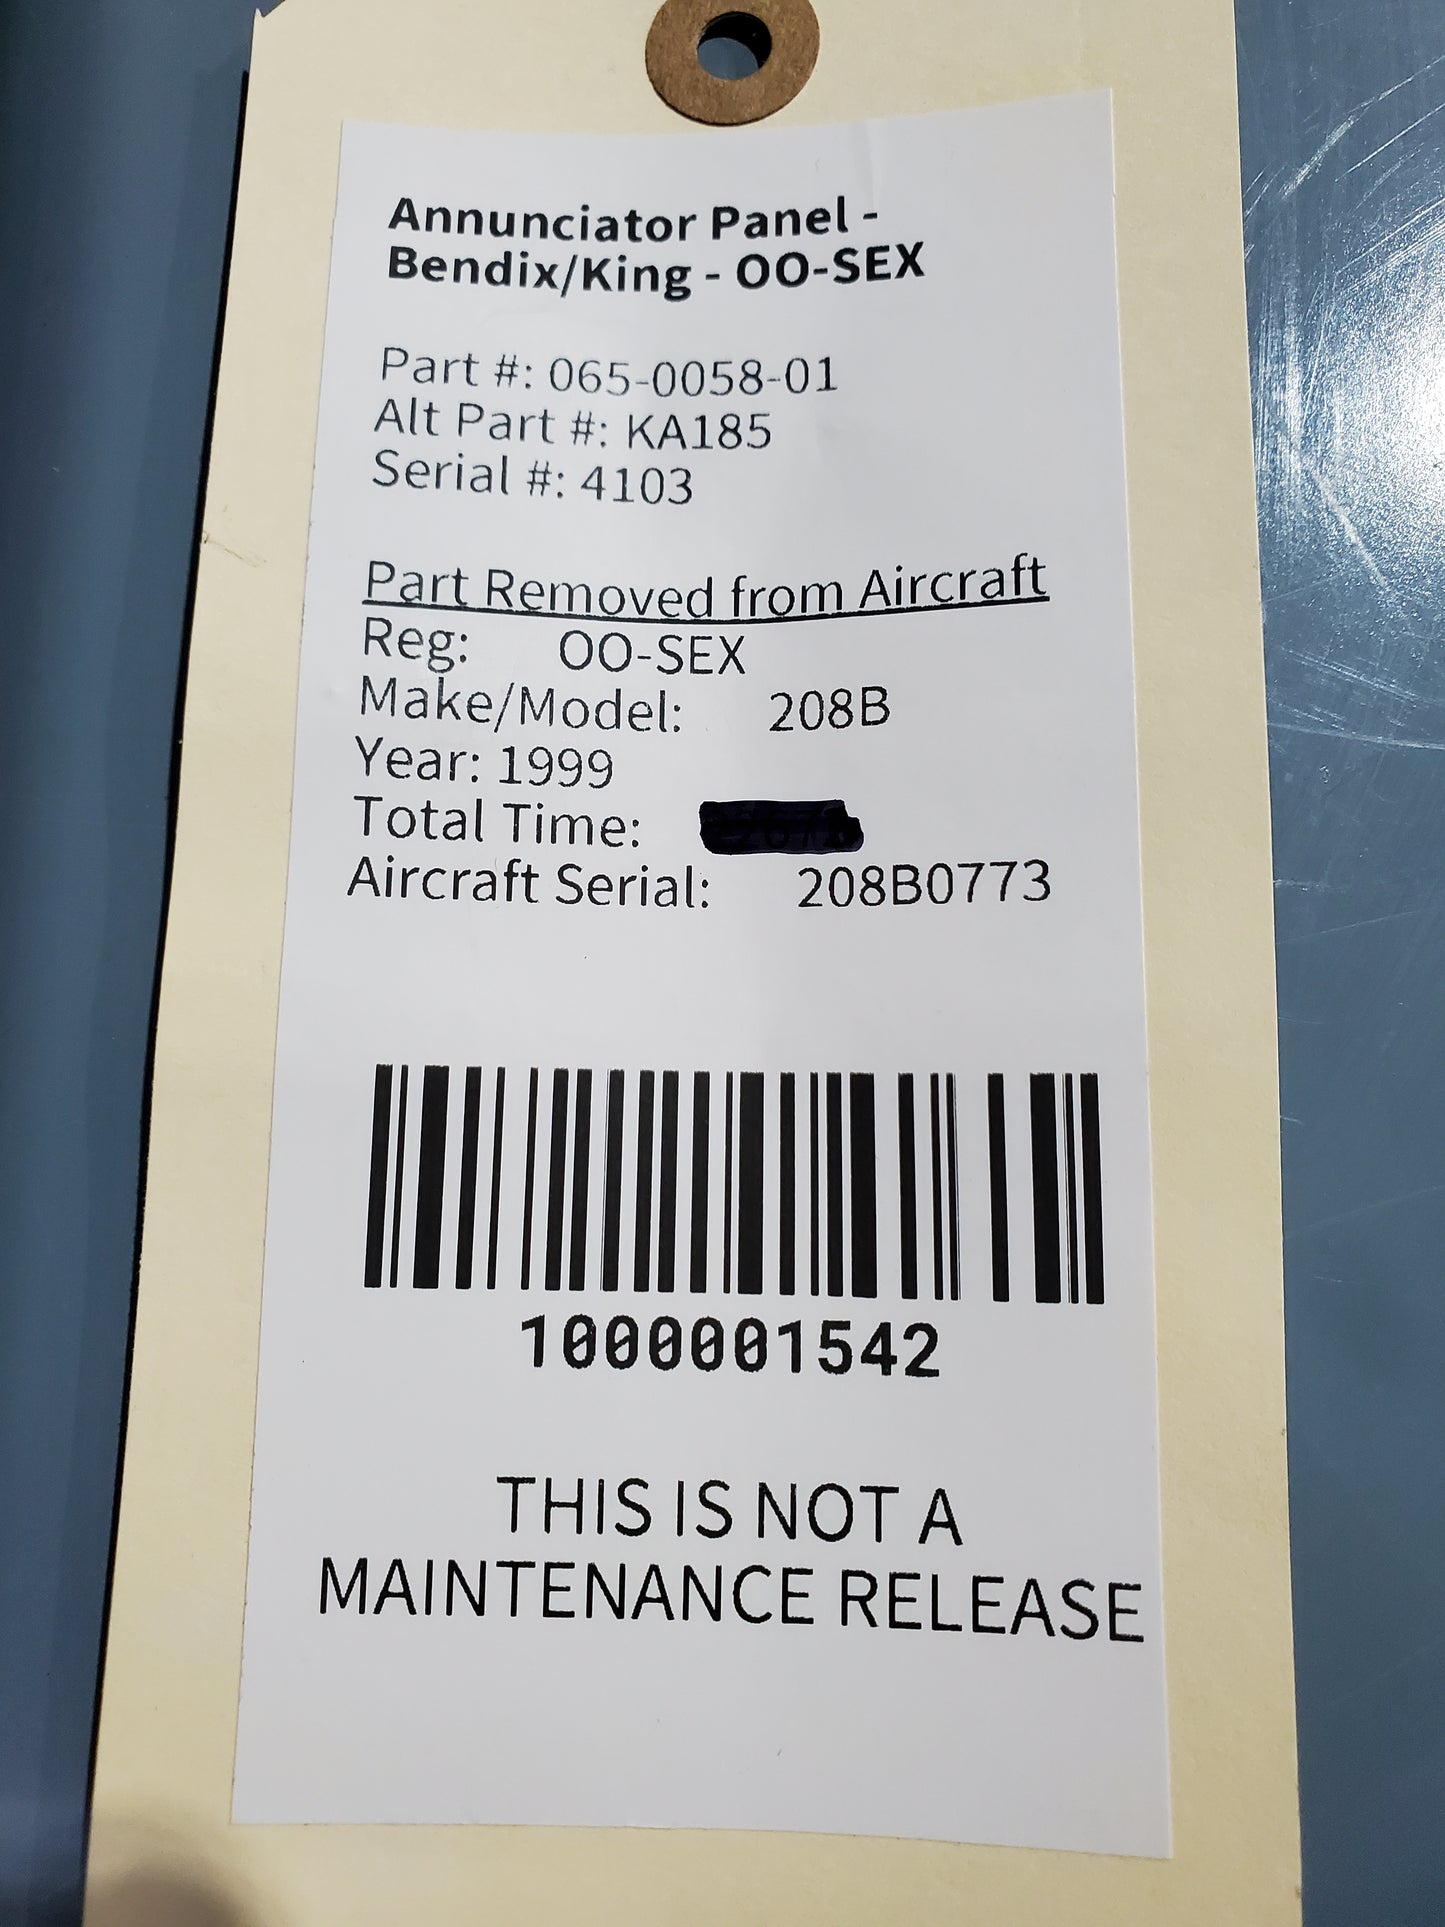 Annunciator Panel -
Bendix/King - OO-SEX
Part #: 065-0058-01
Alt Part #: KA185
Serial #: 4103
Part Removed from Aircraft
Reg: OO-SEX
Make/Model: 208B
Year: 1999
Total Time:
Aircraft Serial: 208B0773
1000001542
THIS IS NOT A
MAINTENANCE RELEASE